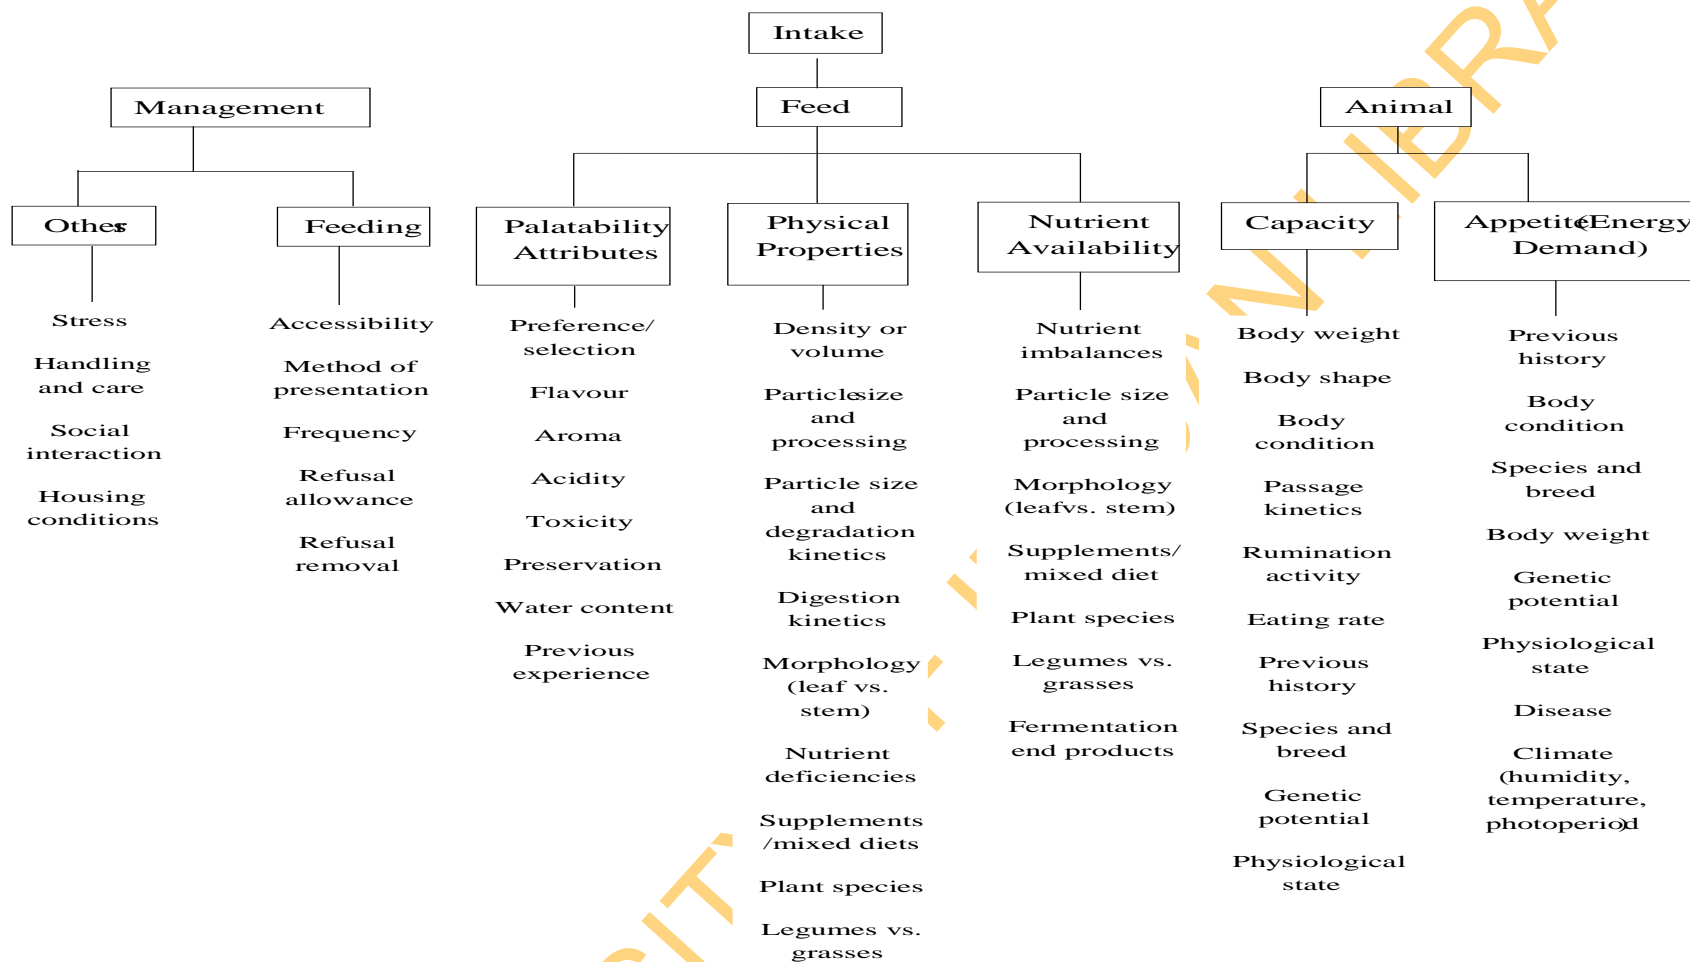 Intake
Management
Feed
Animal
Others
Feeding
Palatability
Attributes
Physical
Properties
Nutrient
Availability
Capacity
Appetite(Energy
Demand)
Stress
Handling
and care
Social
interaction
Housing
conditions
Accessibility
Method of
presentation
Frequency
Refusal
allowance
Refusal
removal
Preference/
selection
Flavour
Aroma
Acidity
Toxicity
Preservation
Water content
Previous
experience
Density or
volume
Particle size
and
processing
Particle size
and
degradation
kinetics
Digestion
kinetics
Morphology
(leaf vs.
stem)
Nutrient
deficiencies
Supplements
/mixed diets
Plant species
Legumes vs.
grasses
Nutrient
imbalances
Particle size
and
processing
Morphology
(leafvs. stem)
Supplements/
mixed diet
Plant species
Legumes vs.
grasses
Fermentation
end products
Body weight
Body shape
Body
condition
Passage
kinetics
Rumination
activity
Eating rate
Previous
history
Species and
breed
Genetic
potential
Physiological
state
Previous
history
Body
condition
Species and
breed
Body weight
Genetic
potential
Physiological
state
Disease
Climate
(humidity,
temperature,
photoperiod)